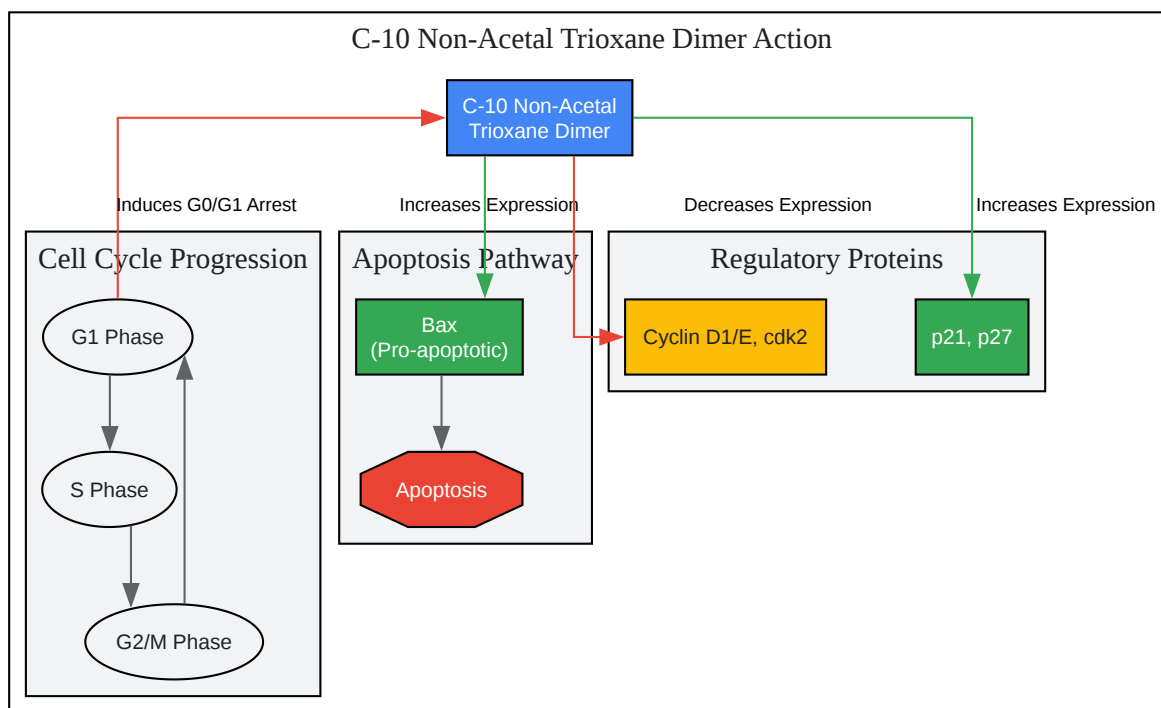 C-10 Non-Acetal Trioxane Dimer Action
C-10 Non-Acetal
Trioxane Dimer
Induces G0/G1 Arrest
Increases Expression
Decreases Expression
Increases Expression
Cell Cycle Progression
Apoptosis Pathway
Regulatory Proteins
G1 Phase
Bax
(Pro-apoptotic)
Cyclin D1/E, cdk2
p21, p27
S Phase
Apoptosis
G2/M Phase